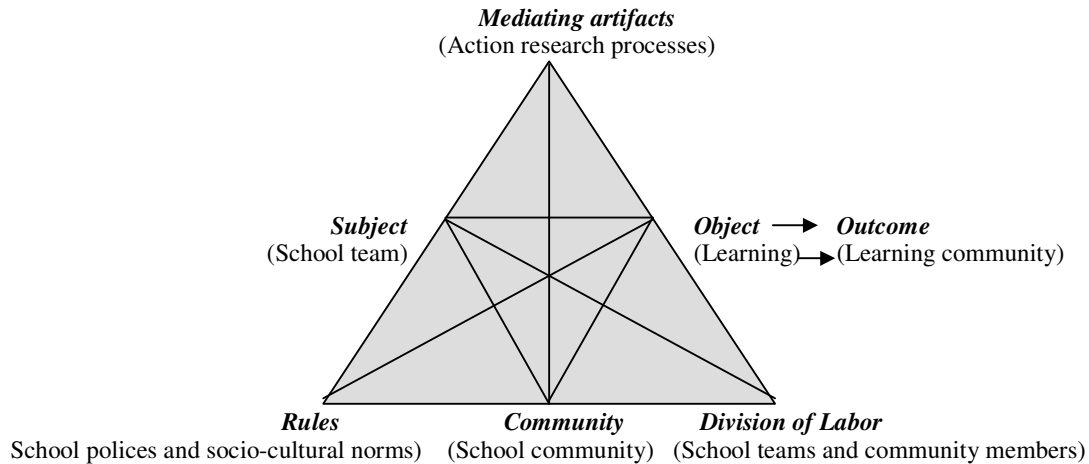 Mediating artifacts
(Action research processes)
Subject
(School team)
Object
(Learning)
Outcome
(Learning community)
Rules
School polices and socio-cultural norms)
Community
(School community)
Division of Labor
(School teams and community members)